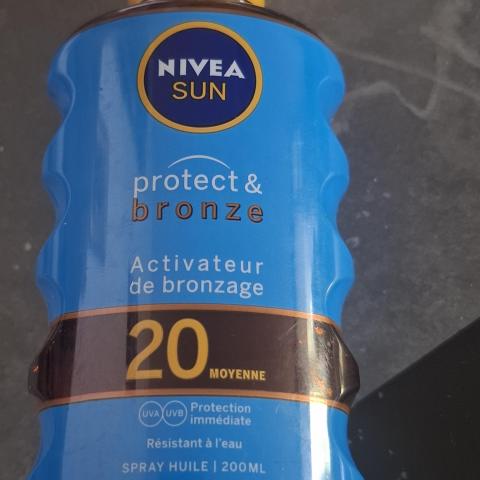 NIVEA
SUN
protect &
bronze
Activateur
de bronzage
20 MOYENNE
UVA UVB Protection
immédiate
Résistant à l'eau
SPRAY HUILE | 200ML